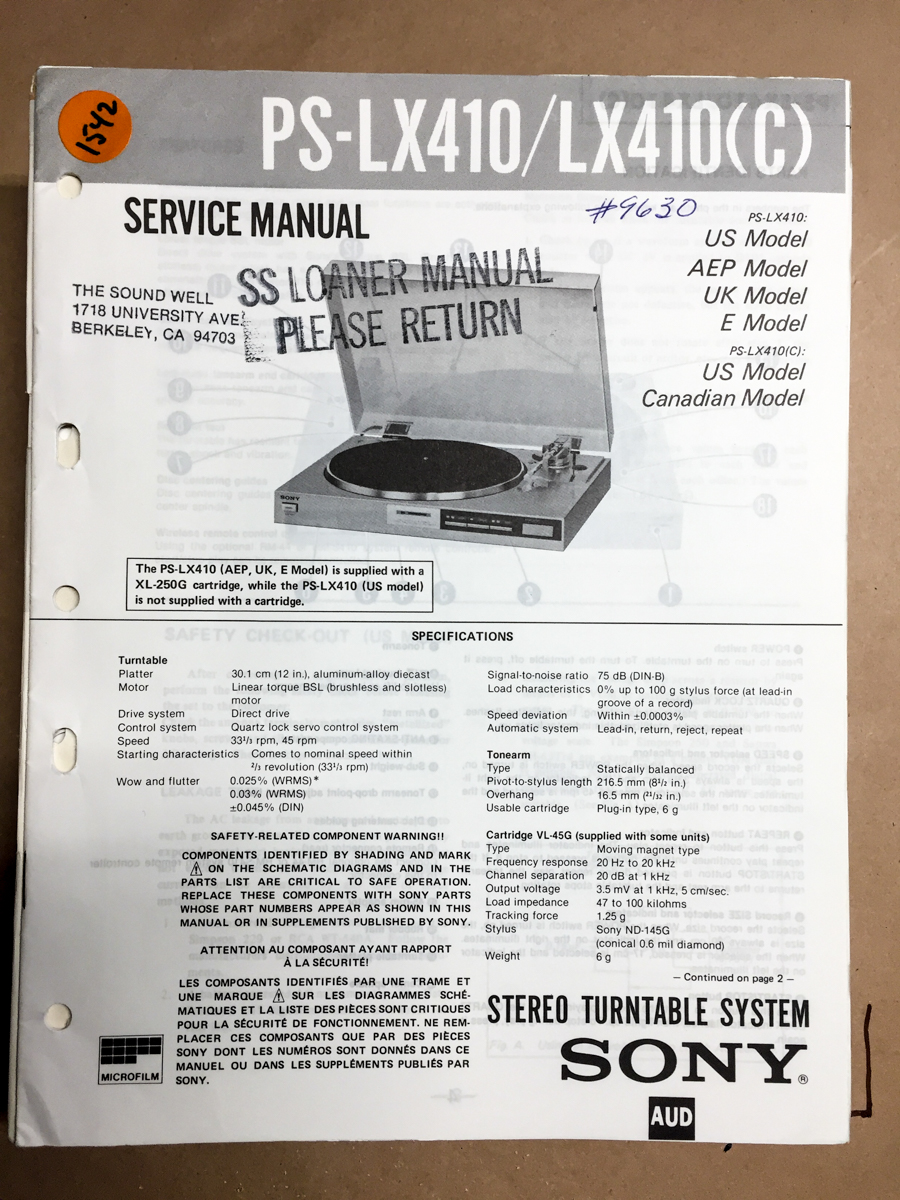 1542
PS-LX410/LX410(C)
SERVICE MANUAL
#9630
PS-LX410:
US Model
AEP Model
UK Model
E Model
PS-LX410(C):
US Model
Canadian Model
THE SOUND WELL
1718 UNIVERSITY AVE
BERKELEY, CA 94703
SS LOANER MANUAL
PLEASE RETURN
SONY
The PS-LX410 (AEP, UK, E Model) is supplied with a
XL-250G cartridge, while the PS-LX410 (US model)
is not supplied with a cartridge.
SPECIFICATIONS
Turntable
Platter 30.1 cm (12 in.), aluminum-alloy diecast
Motor Linear torque BSL (brushless and slotless)
motor
Drive system Direct drive
Control system Quartz lock servo control system
Speed 33 1/3 rpm, 45 rpm
Starting characteristics Comes to nominal speed within
2/3 revolution (33 1/3 rpm)
Wow and flutter 0.025% (WRMS)*
0.03% (WRMS)
±0.045% (DIN)
SAFETY-RELATED COMPONENT WARNING!!
COMPONENTS IDENTIFIED BY SHADING AND MARK
⚠ ON THE SCHEMATIC DIAGRAMS AND IN THE
PARTS LIST ARE CRITICAL TO SAFE OPERATION.
REPLACE THESE COMPONENTS WITH SONY PARTS
WHOSE PART NUMBERS APPEAR AS SHOWN IN THIS
MANUAL OR IN SUPPLEMENTS PUBLISHED BY SONY.
ATTENTION AU COMPOSANT AYANT RAPPORT
À LA SÉCURITÉ!
LES COMPOSANTS IDENTIFIÉS PAR UNE TRAME ET
UNE MARQUE ⚠ SUR LES DIAGRAMMES SCHÉ-
MATIQUES ET LA LISTE DES PIÈCES SONT CRITIQUES
POUR LA SÉCURITÉ DE FONCTIONNEMENT. NE REM-
PLACER CES COMPOSANTS QUE PAR DES PIÈCES
SONY DONT LES NUMÉROS SONT DONNÉS DANS CE
MANUEL OU DANS LES SUPPLÉMENTS PUBLIÉS PAR
SONY.
MICROFILM
Signal-to-noise ratio 75 dB (DIN-B)
Load characteristics 0% up to 100 g stylus force (at lead-in
groove of a record)
Speed deviation Within ±0.0003%
Automatic system Lead-in, return, reject, repeat
Tonearm
Type Statically balanced
Pivot-to-stylus length 216.5 mm (8 1/2 in.)
Overhang 16.5 mm (21/32 in.)
Usable cartridge Plug-in type, 6 g
Cartridge VL-45G (supplied with some units)
Type Moving magnet type
Frequency response 20 Hz to 20 kHz
Channel separation 20 dB at 1 kHz
Output voltage 3.5 mV at 1 kHz, 5 cm/sec.
Load impedance 47 to 100 kilohms
Tracking force 1.25 g
Stylus Sony ND-145G
(conical 0.6 mil diamond)
Weight 6 g
— Continued on page 2 —
STEREO TURNTABLE SYSTEM
SONY®
AUD